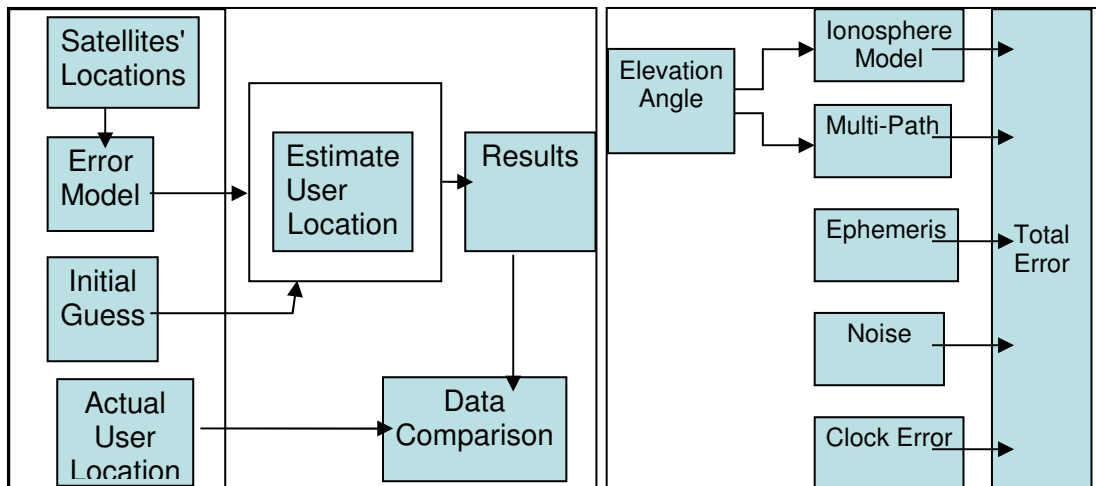 Satellites'
Locations
Error
Model
Initial
Guess
Actual
User
Location
Estimate
User
Location
Results
Data
Comparison
Elevation
Angle
Ionosphere
Model
Multi-Path
Ephemeris
Noise
Clock Error
Total
Error